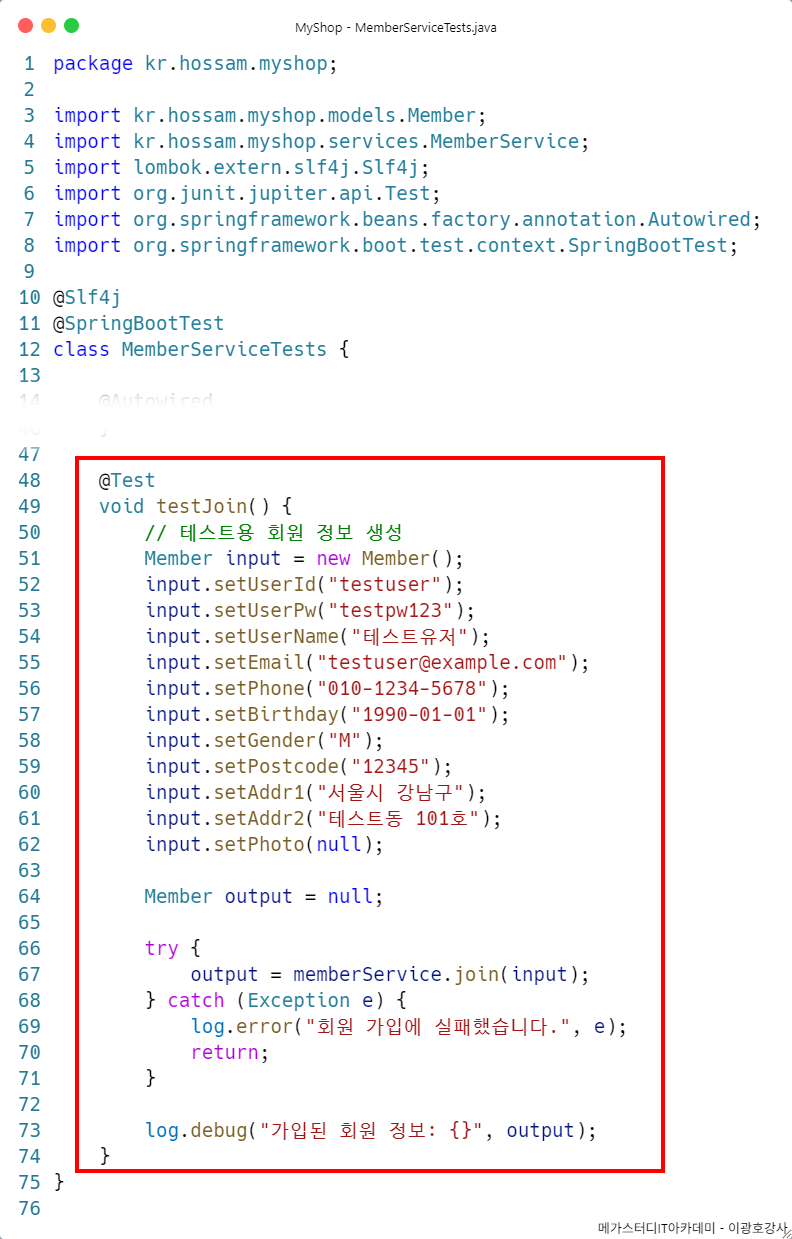 MyShop - MemberServiceTests.java
1 package kr.hossam.myshop;
2
3 import kr.hossam.myshop.models.Member;
4 import kr.hossam.myshop.services.MemberService;
5 import lombok.extern.slf4j.Slf4j;
6 import org.junit.jupiter.api.Test;
7 import org.springframework.beans.factory.annotation.Autowired;
8 import org.springframework.boot.test.context.SpringBootTest;
9
10 @Slf4j
11 @SpringBootTest
12 class MemberServiceTests {
13
14     @Autowired
46     }
47
48     @Test
49     void testJoin() {
50         // 테스트용 회원 정보 생성
51         Member input = new Member();
52         input.setUserId("testuser");
53         input.setUserPw("testpw123");
54         input.setUserName("테스트유저");
55         input.setEmail("testuser@example.com");
56         input.setPhone("010-1234-5678");
57         input.setBirthday("1990-01-01");
58         input.setGender("M");
59         input.setPostcode("12345");
60         input.setAddr1("서울시 강남구");
61         input.setAddr2("테스트동 101호");
62         input.setPhoto(null);
63
64         Member output = null;
65
66         try {
67             output = memberService.join(input);
68         } catch (Exception e) {
69             log.error("회원 가입에 실패했습니다.", e);
70             return;
71         }
72
73         log.debug("가입된 회원 정보: {}", output);
74     }
75 }
76
메가스터디IT아카데미 - 이광호강사